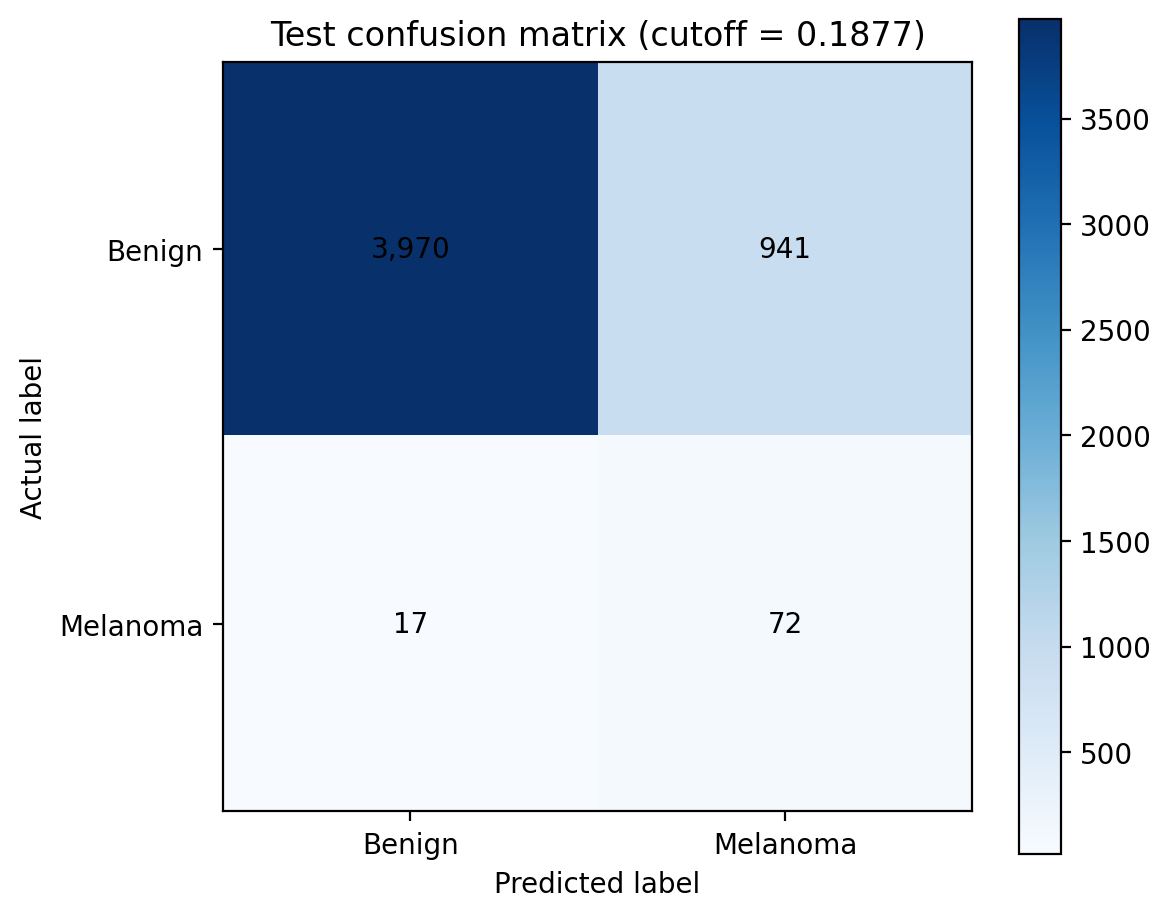 Test confusion matrix (cutoff = 0.1877)
Actual label
Benign
3,970
941
Melanoma
17
72
Benign
Melanoma
Predicted label
3500
3000
2500
2000
1500
1000
500